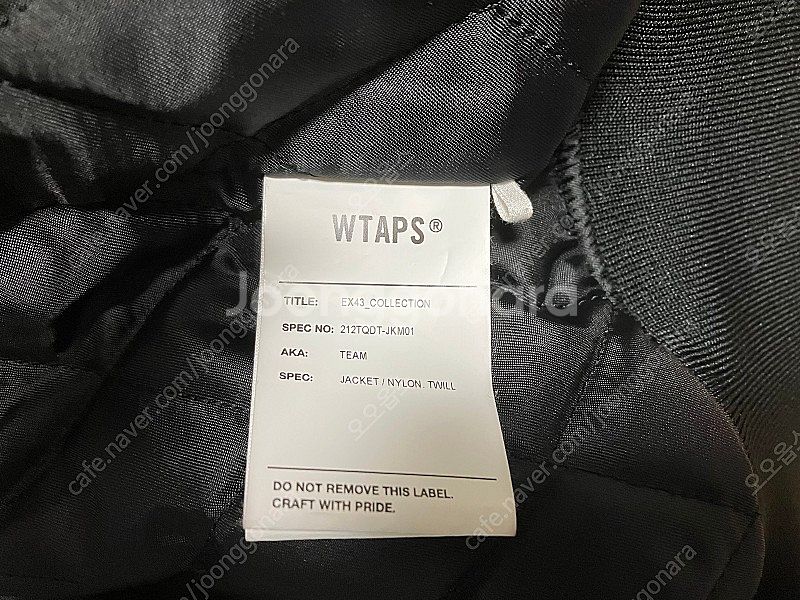 WTAPS®
TITLE: EX43_COLLECTION
SPEC NO: 212TQDT-JKM01
AKA: TEAM
SPEC: JACKET / NYLON. TWILL
DO NOT REMOVE THIS LABEL.
CRAFT WITH PRIDE.
Joonggonara
cafe.naver.com/joonggonara
cafe.naver.com/joonggonara
cafe.naver.com/joonggonara